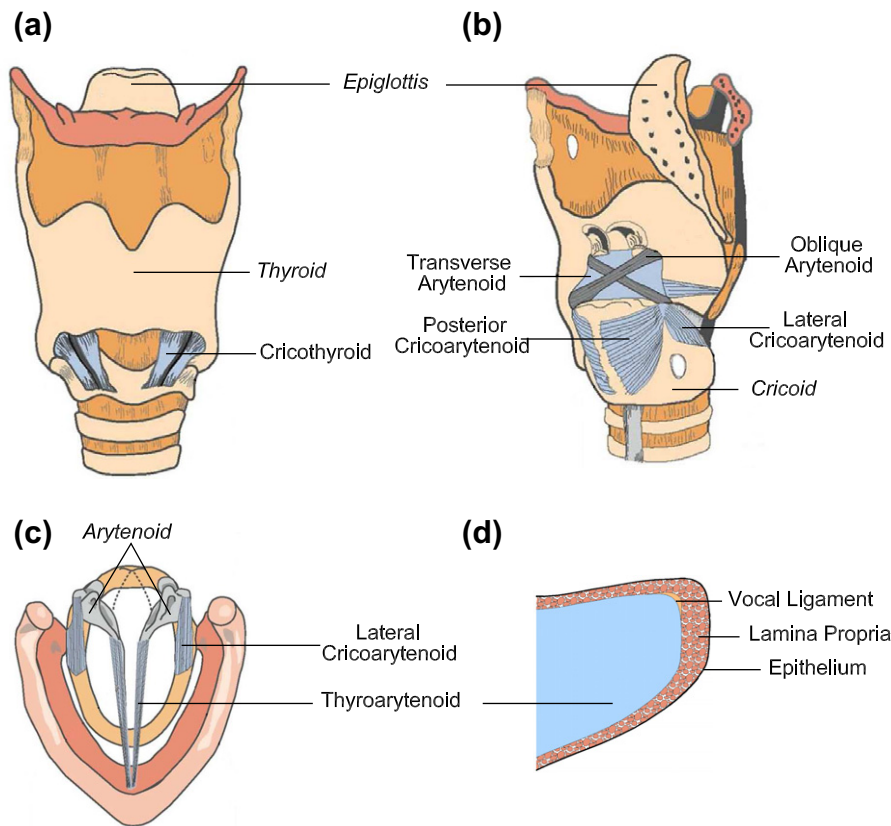 (a)
(b)
Epiglottis
Thyroid
Cricothyroid
Transverse
Arytenoid
Posterior
Cricoarytenoid
Oblique
Arytenoid
Lateral
Cricoarytenoid
Cricoid
(c)
(d)
Arytenoid
Lateral
Cricoarytenoid
Thyroarytenoid
Vocal Ligament
Lamina Propria
Epithelium